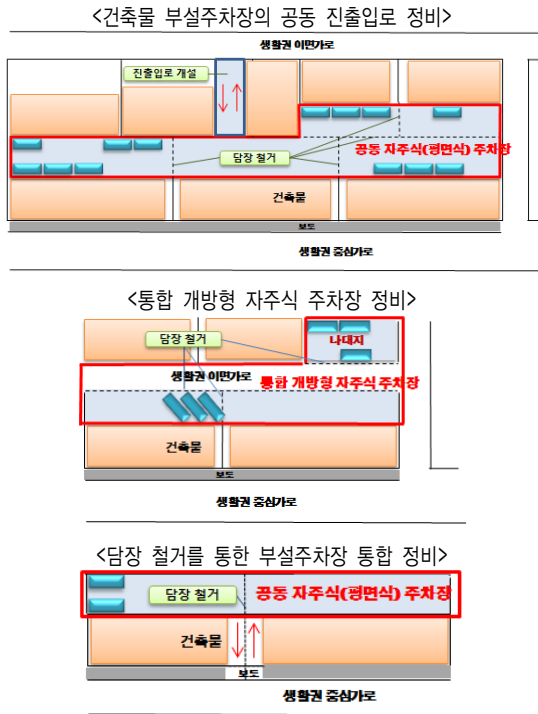 <건축물 부설주차장의 공동 진출입로 정비>
생활권 이면가로
진출입로 개설
담장 철거
공동 자주식(평면식) 주차장
건축물
보도
생활권 중심가로
<통합 개방형 자주식 주차장 정비>
담장 철거
나대지
생활권 이면가로
통합 개방형 자주식 주차장
건축물
보도
생활권 중심가로
<담장 철거를 통한 부설주차장 통합 정비>
담장 철거
공동 자주식(평면식) 주차장
건축물
보도
생활권 중심가로